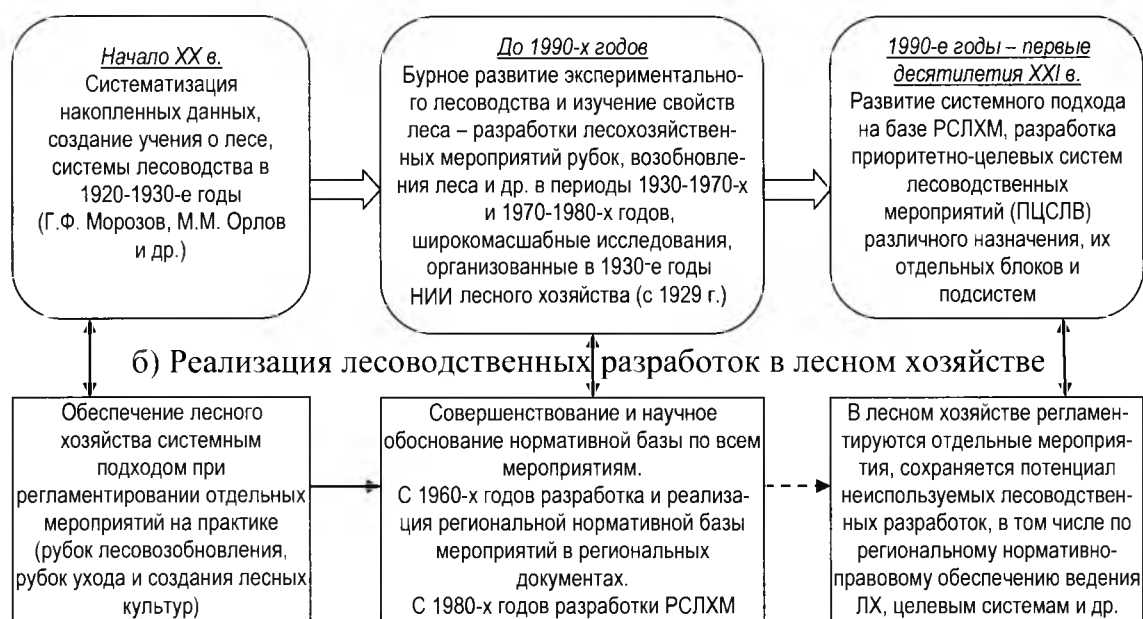 Начало XX в.
Систематизация
накопленных данных,
создание учения о лесе,
системы лесоводства в
1920-1930-е годы
(Г.Ф. Морозов, М.М. Орлов
и др.)
До 1990-х годов
Бурное развитие эксперименталь-
ного лесоводства и изучение свойств
леса – разработки лесохозяйствен-
ных мероприятий рубок, возобновле-
ния леса и др. в периоды 1930-1970-х
и 1970-1980-х годов,
широкомасшабные исследования,
организованные в 1930-е годы
НИИ лесного хозяйства (с 1929 г.)
1990-е годы – первые
десятилетия XXI в.
Развитие системного подхода
на базе РСЛХМ, разработка
приоритетно-целевых систем
лесоводственных
мероприятий (ПЦСЛВ)
различного назначения, их
отдельных блоков и
подсистем
б) Реализация лесоводственных разработок в лесном хозяйстве
Обеспечение лесного
хозяйства системным
подходом при
регламентировании отдельных
мероприятий на практике
(рубок лесовозобновления,
рубок ухода и создания лесных
культур)
Совершенствование и научное
обоснование нормативной базы по всем
мероприятиям.
С 1960-х годов разработка и реализа-
ция региональной нормативной базы
мероприятий в региональных
документах.
С 1980-х годов разработки РСЛХМ
В лесном хозяйстве регламен-
тируются отдельные мероприя-
тия, сохраняется потенциал
неиспользуемых лесоводствен-
ных разработок, в том числе по
региональному нормативно-
правовому обеспечению ведения
ЛХ, целевым системам и др.